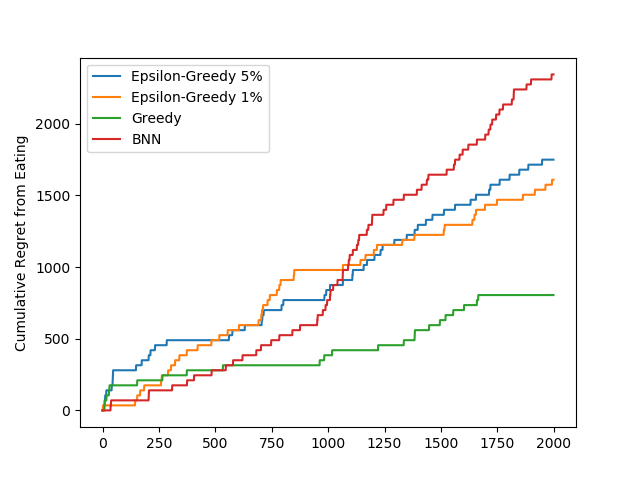 Epsilon-Greedy 5%
Epsilon-Greedy 1%
Greedy
BNN
Cumulative Regret from Eating
2000
1500
1000
500
0
0 250 500 750 1000 1250 1500 1750 2000